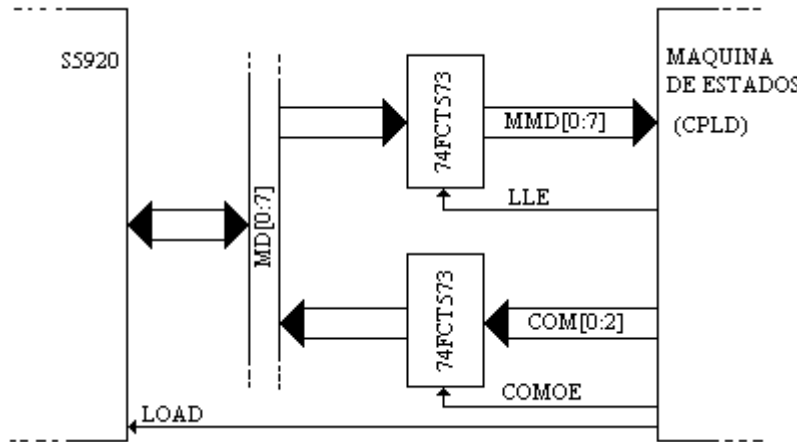 S5920
MAQUINA
DE ESTADOS
(CPLD)
74FCT573
MMD[0:7]
LLE
MD[0:7]
74FCT573
COM[0:2]
COMOE
LOAD